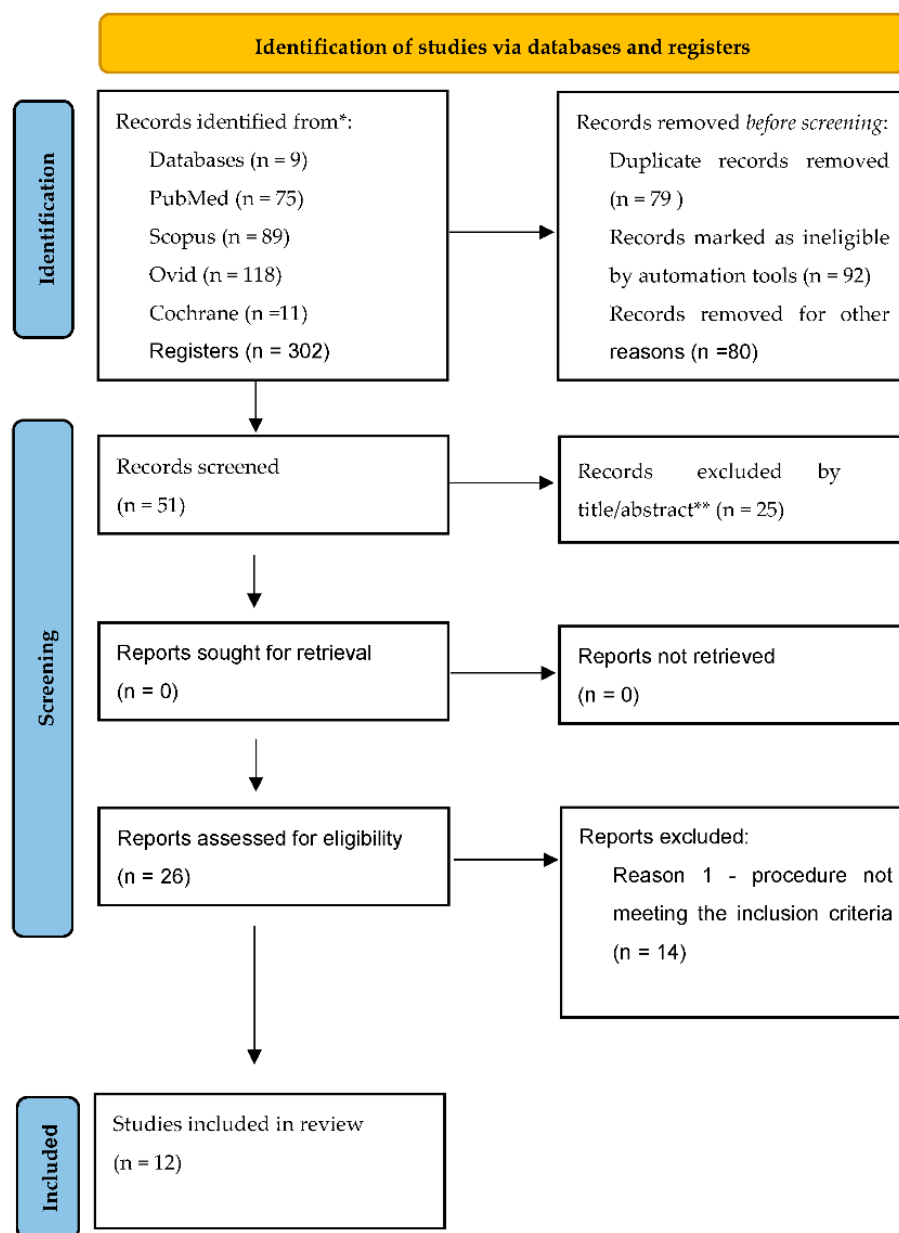 Identification of studies via databases and registers
Identification
Records identified from*:
Databases (n = 9)
PubMed (n = 75)
Scopus (n = 89)
Ovid (n = 118)
Cochrane (n =11)
Registers (n = 302)
Records removed before screening:
Duplicate records removed
(n = 79 )
Records marked as ineligible
by automation tools (n = 92)
Records removed for other
reasons (n =80)
Screening
Records screened
(n = 51)
Records excluded by
title/abstract** (n = 25)
Reports sought for retrieval
(n = 0)
Reports not retrieved
(n = 0)
Reports assessed for eligibility
(n = 26)
Reports excluded:
Reason 1 - procedure not
meeting the inclusion criteria
(n = 14)
Included
Studies included in review
(n = 12)